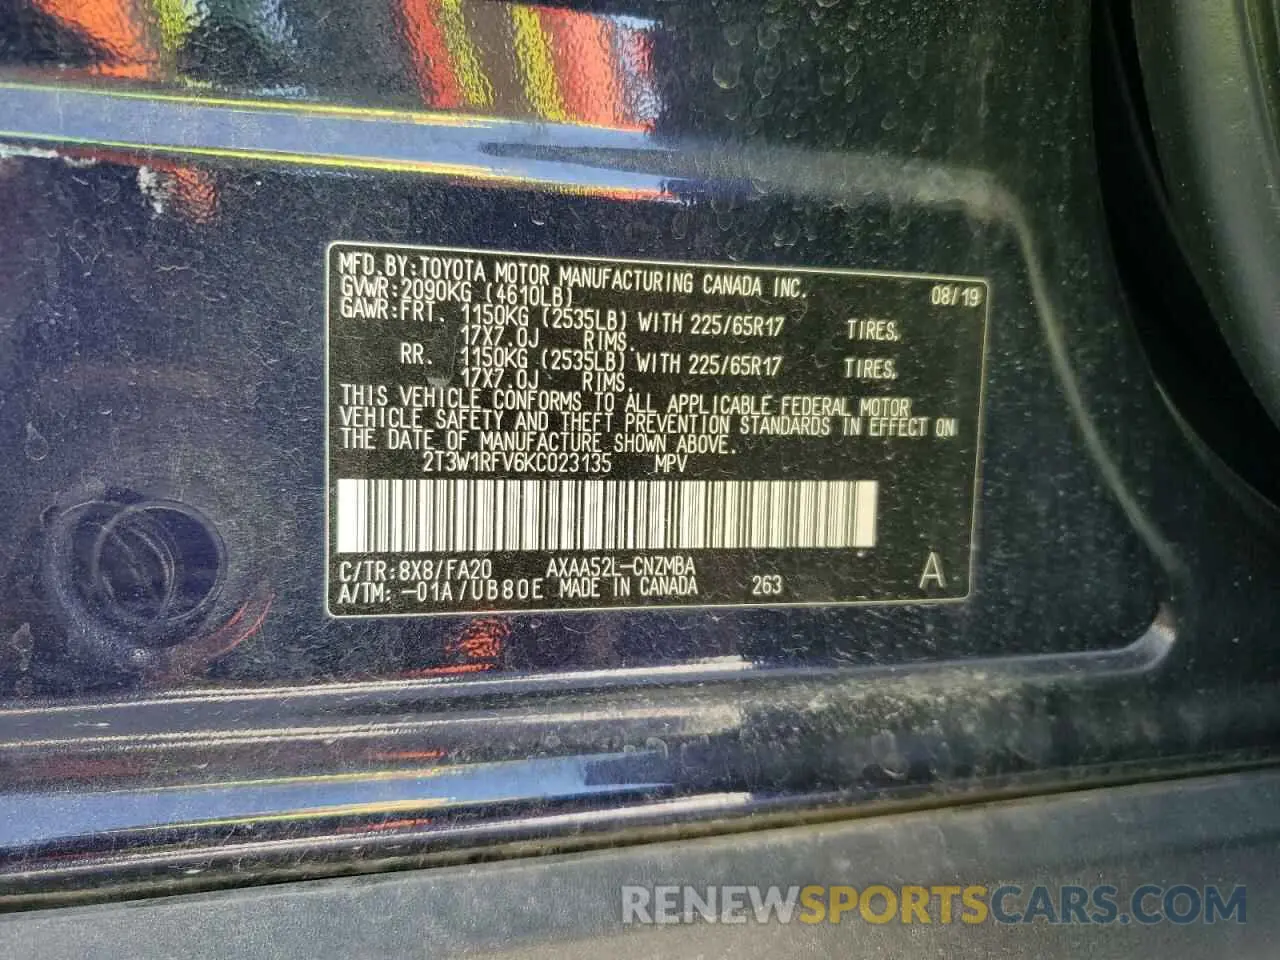 MFD.BY:TOYOTA MOTOR MANUFACTURING CANADA INC. 08/19
GVWR:2090KG (4610LB)
GAWR:FRT. 1150KG (2535LB) WITH 225/65R17 TIRES,
17X7.0J RIMS.
RR. 1150KG (2535LB) WITH 225/65R17 TIRES,
17X7.0J RIMS.
THIS VEHICLE CONFORMS TO ALL APPLICABLE FEDERAL MOTOR
VEHICLE SAFETY AND THEFT PREVENTION STANDARDS IN EFFECT ON
THE DATE OF MANUFACTURE SHOWN ABOVE.
2T3W1RFV6KC023135 MPV
C/TR:8X8/FA20 AXAA52L-CNZMBA
A/TM:-01A/UB80E MADE IN CANADA 263 A
RENEWSPORTSCARS.COM